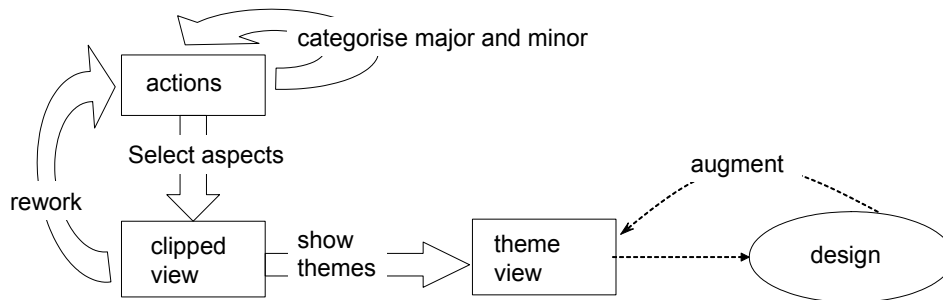 categorise major and minor
actions
Select aspects
augment
rework
clipped
view
show
themes
theme
view
design